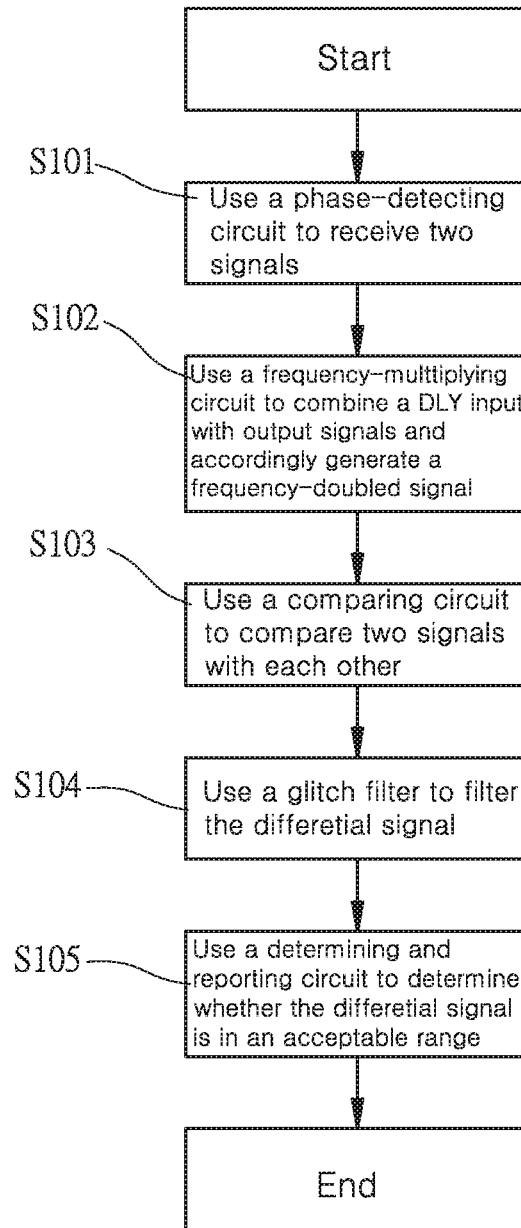 Start
S101
Use a phase-detecting
circuit to receive two
signals
S102
Use a frequency-multtiplying
circuit to combine a DLY input
with output signals and
accordingly generate a
frequency-doubled signal
S103
Use a comparing circuit
to compare two signals
with each other
S104
Use a glitch filter to filter
the differetial signal
S105
Use a determining and
reporting circuit to determine
whether the differetial signal
is in an acceptable range
End